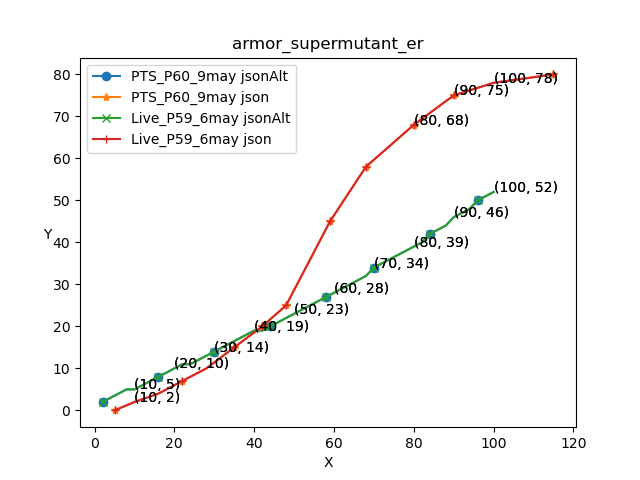 armor_supermutant_er
PTS_P60_9may jsonAlt
PTS_P60_9may json
Live_P59_6may jsonAlt
Live_P59_6may json
80
70
60
50
40
30
20
10
0
Y
(100, 78)
(90, 75)
(80, 68)
(100, 52)
(90, 46)
(80, 39)
(70, 34)
(60, 28)
(50, 23)
(40, 19)
(30, 14)
(20, 10)
(10, 5)
(10, 2)
0 20 40 60 80 100 120
X